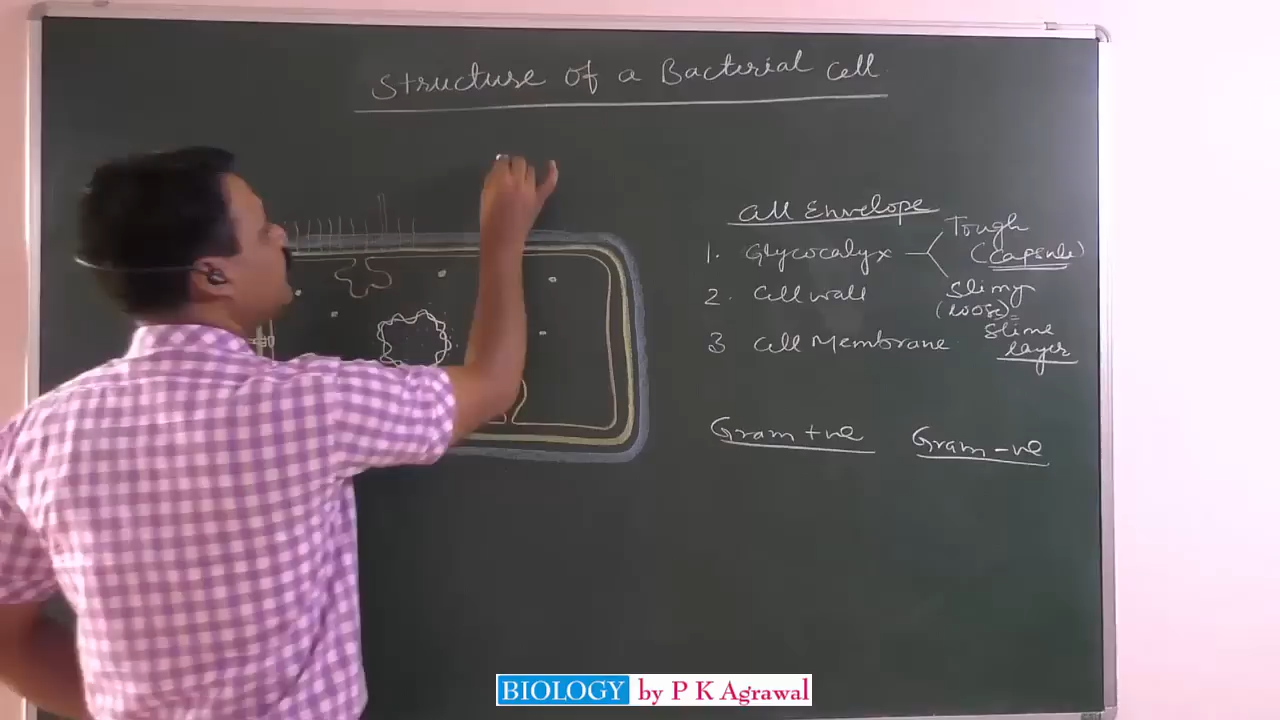 Structure of a Bacterial Cell
Cell Envelope
1. Glycocalyx
Tough
(capsule)
Slimy
(loose)
=
slime
layer
2. Cell wall
3 Cell Membrane
Gram +ve
Gram -ve
BIOLOGY by P K Agrawal